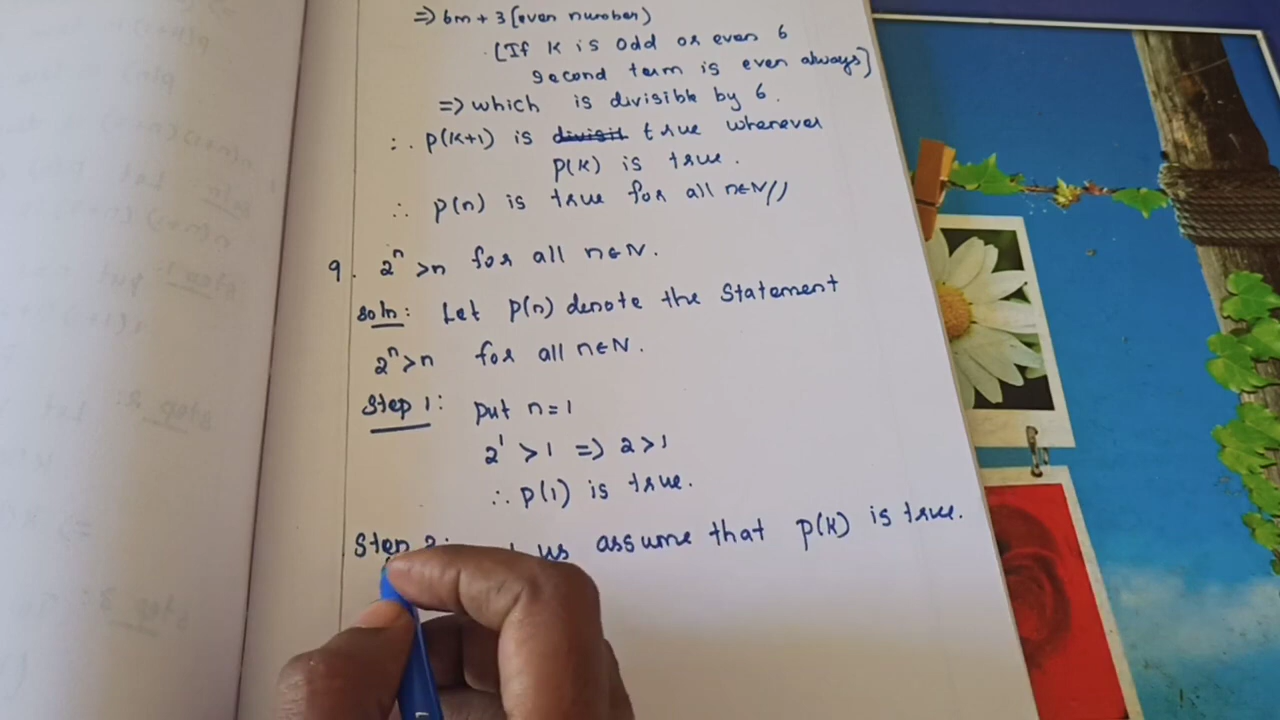 => 6m + 3 (even number)
[If K is odd or even 6
second term is even always]
=> which is divisible by 6.
∴ P(K+1) is divisit true whenever
P(K) is true.
∴ P(n) is true for all n∈N//
9. 2ⁿ>n for all n∈N.
soln: Let P(n) denote the Statement
2ⁿ>n for all n∈N.
Step 1: put n=1
2¹ >1 => 2>1
∴ P(1) is true.
Step 2: us assume that P(K) is true.